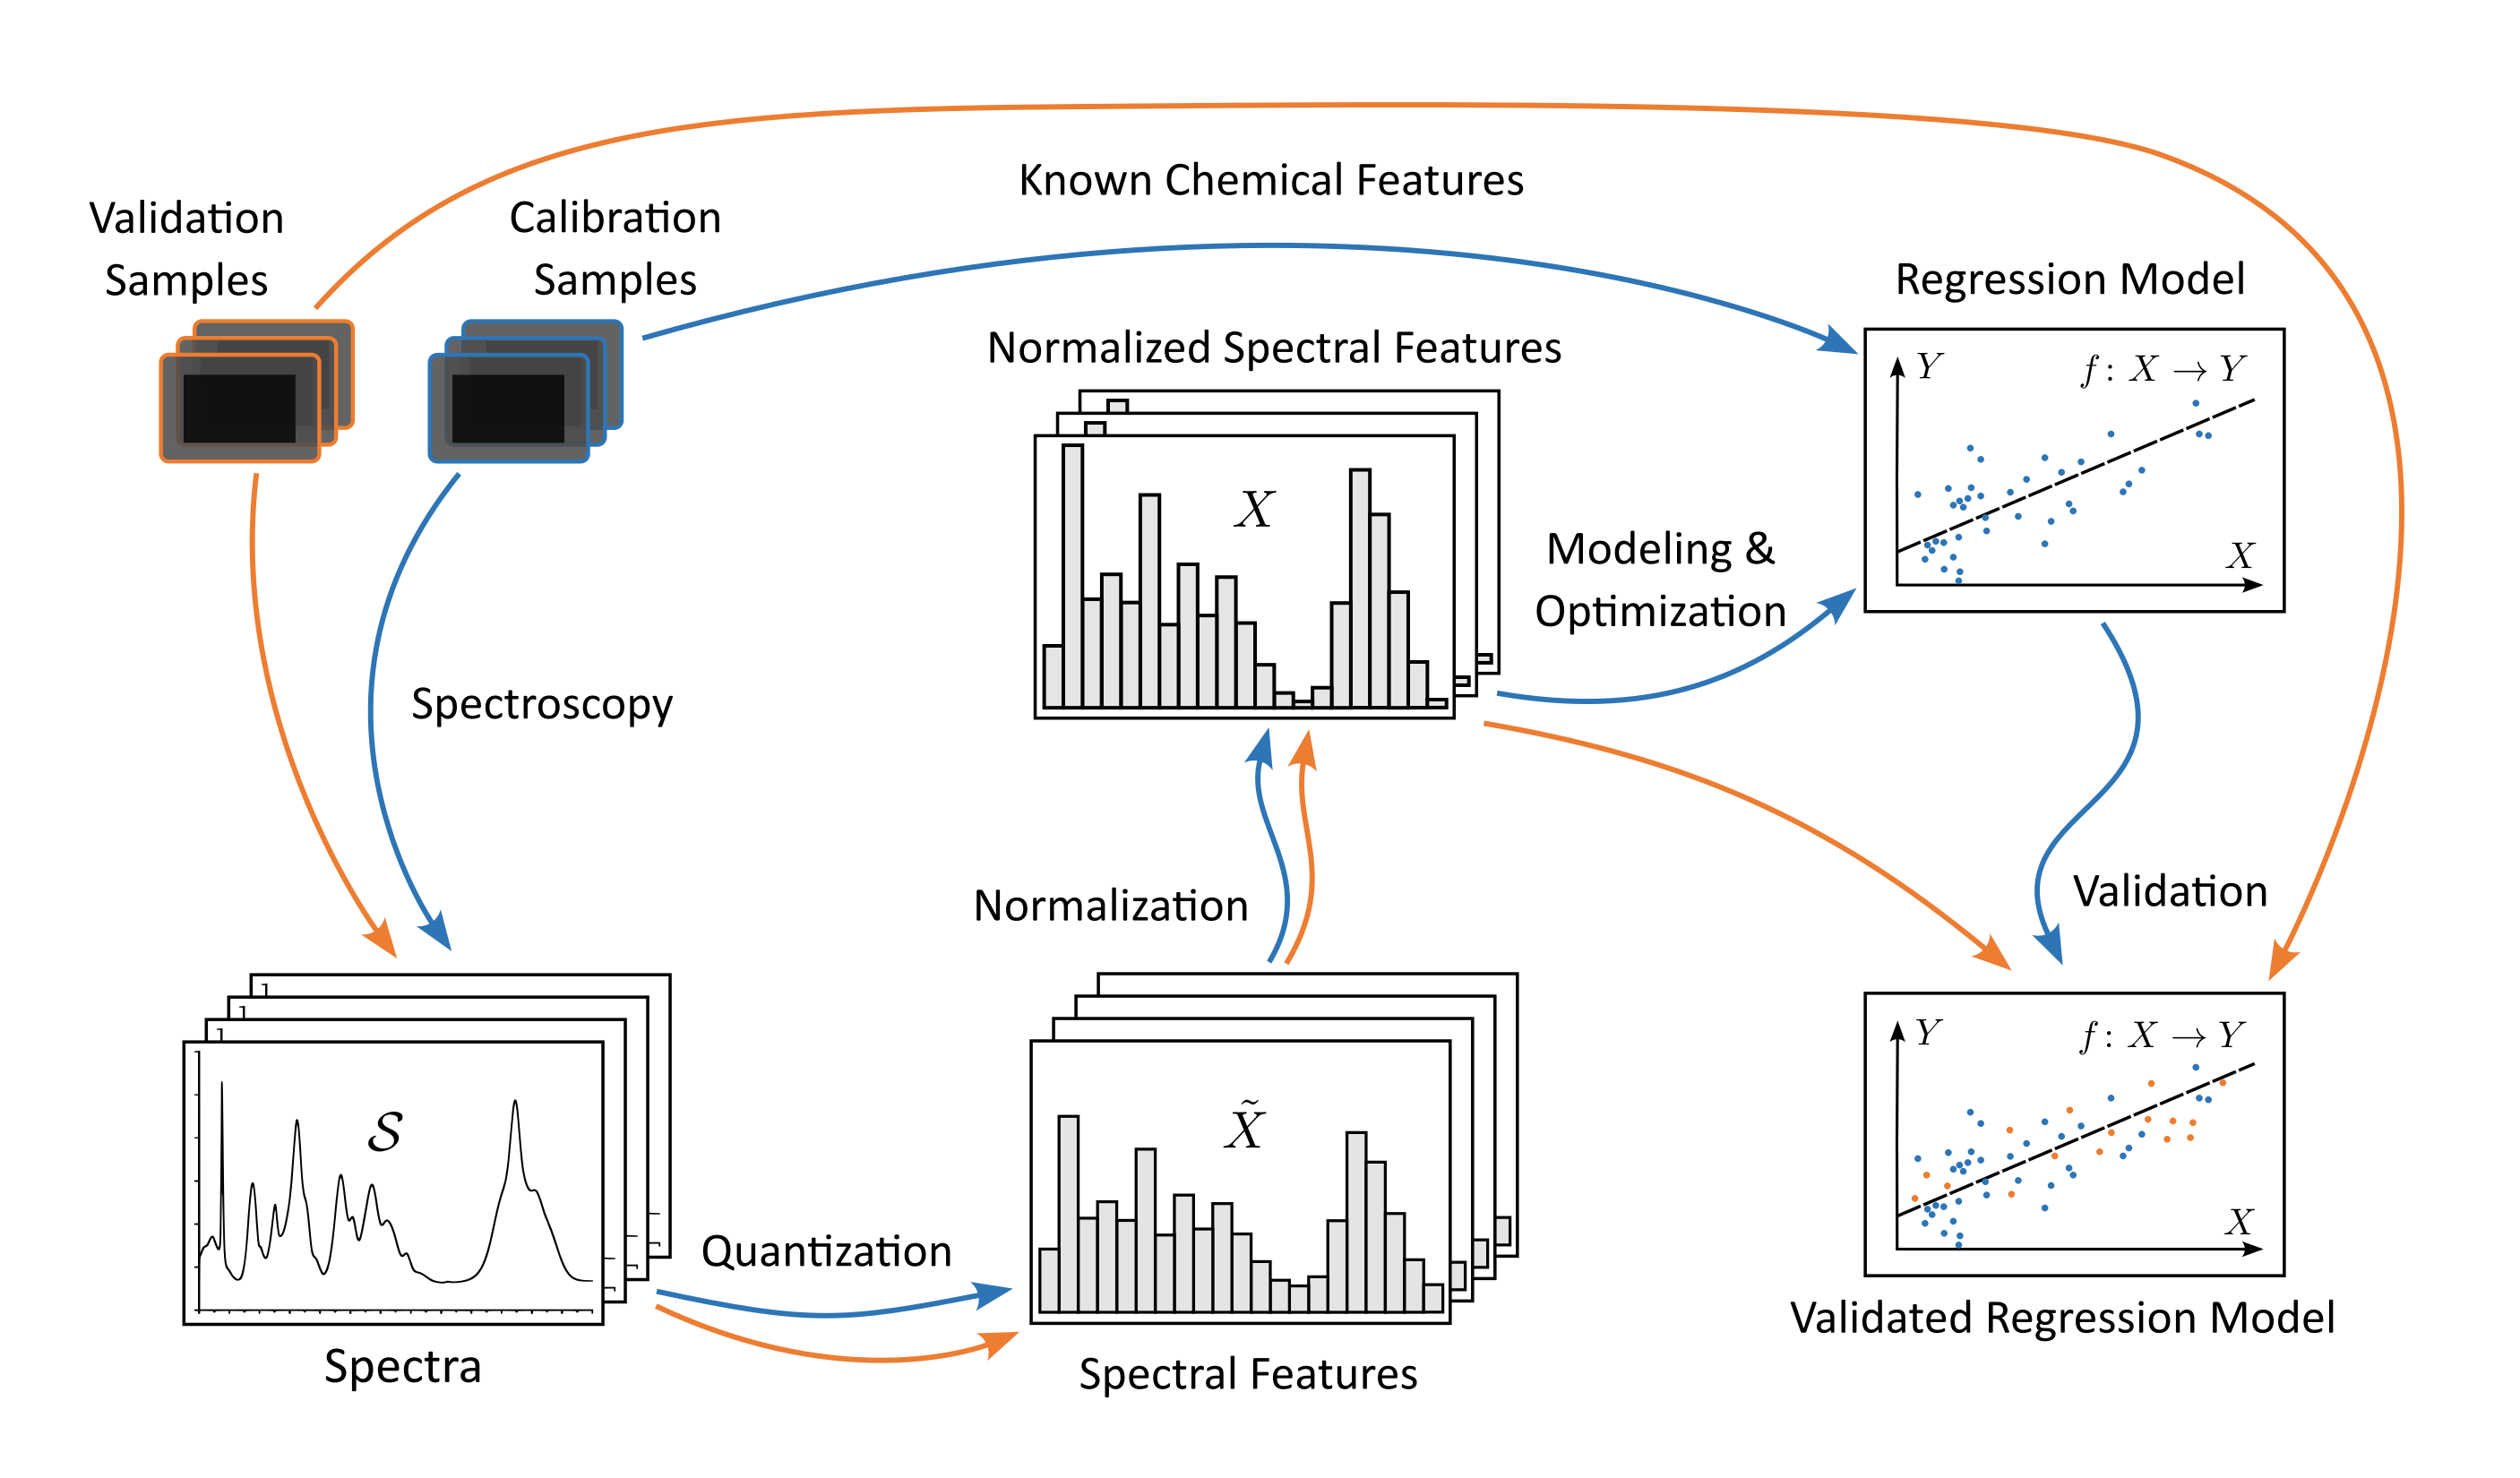 Known Chemical Features
Validation
Samples
Calibration
Samples
Regression Model
Normalized Spectral Features
Y
f : X → Y
X
X
Modeling &
Optimization
Spectroscopy
Normalization
Validation
S
X̃
Y
f : X → Y
X
Quantization
Validated Regression Model
Spectra
Spectral Features